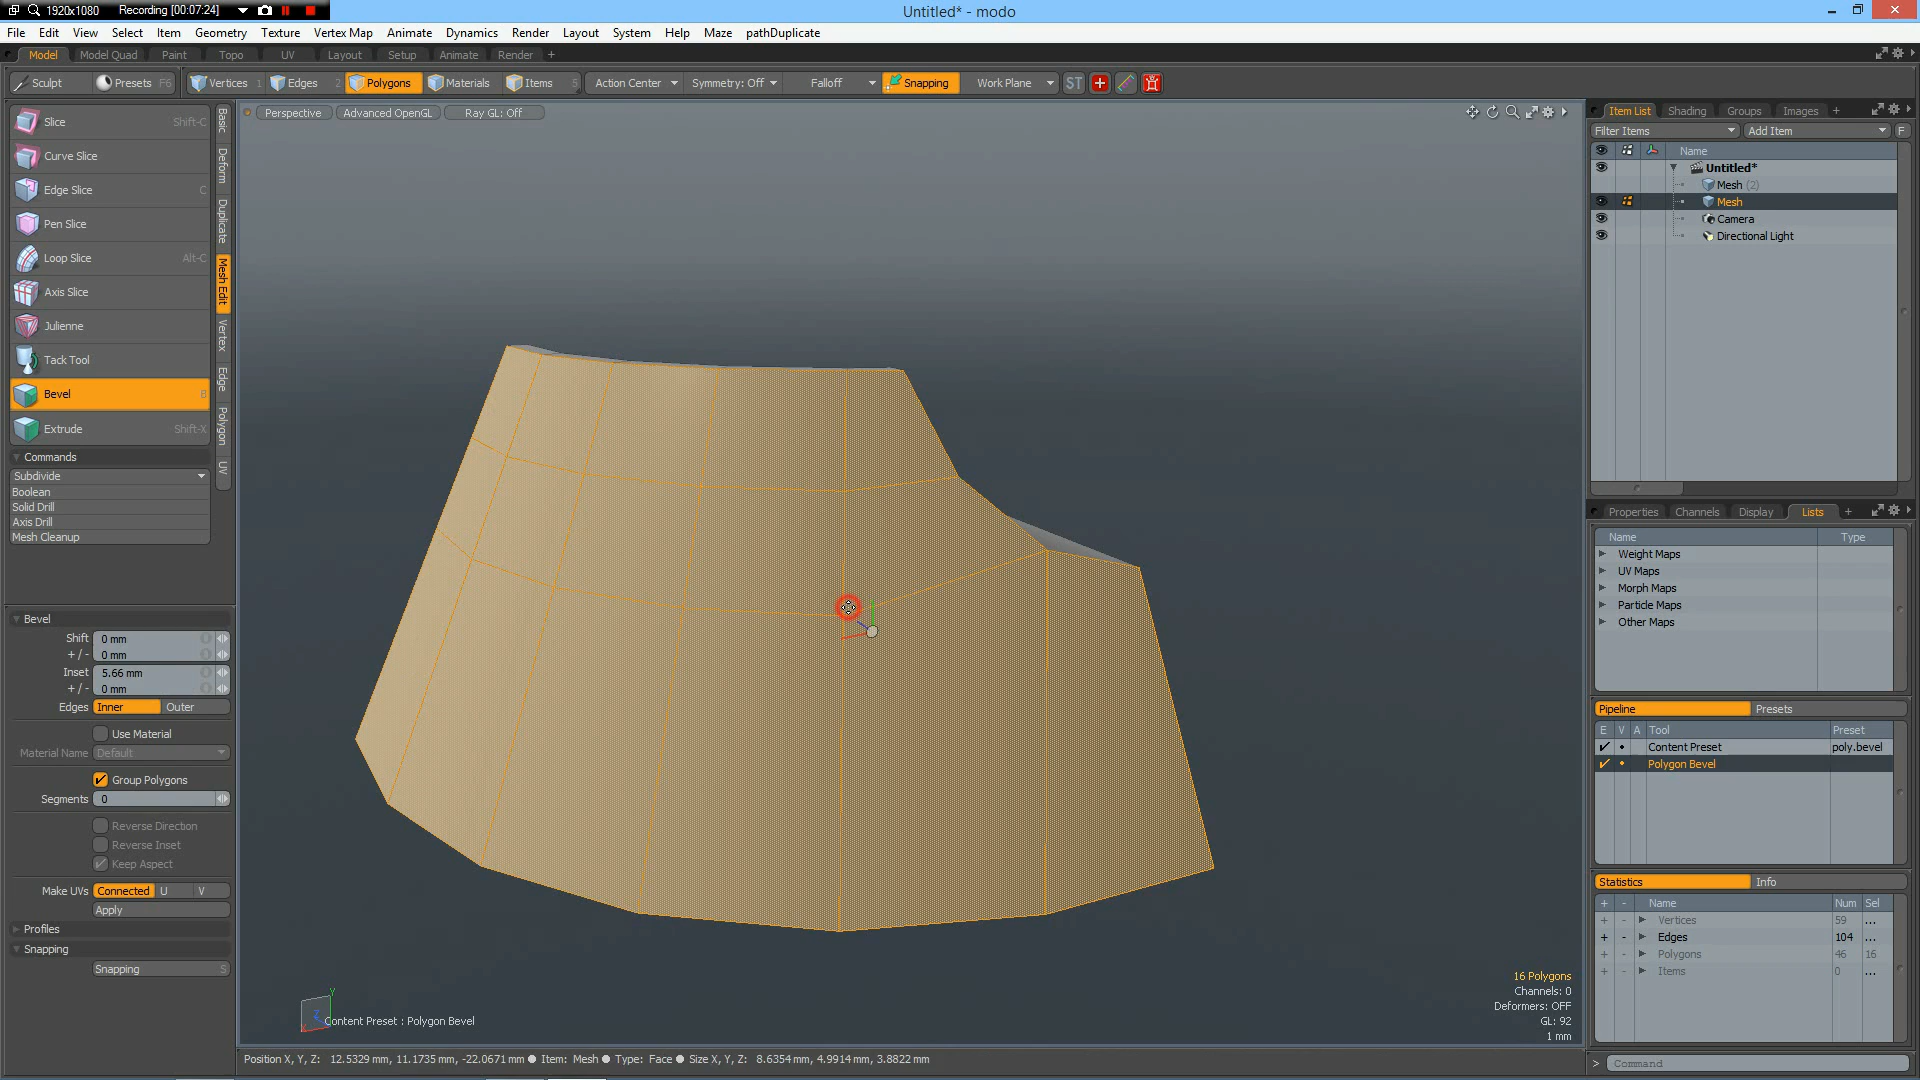 1920x1080 Recording [00:07:24]
Untitled* - modo
File Edit View Select Item Geometry Texture Vertex Map Animate Dynamics Render Layout System Help Maze pathDuplicate
Model Model Quad Paint Topo UV Layout Setup Animate Render +
Sculpt Presets F6 Vertices 1 Edges 2 Polygons Materials Items 5 Action Center Symmetry: Off Falloff Snapping Work Plane ST
Perspective Advanced OpenGL Ray GL: Off
Slice Shift-C
Curve Slice
Edge Slice C
Pen Slice
Loop Slice Alt-C
Axis Slice
Julienne
Tack Tool
Bevel B
Extrude Shift-X
Commands
Subdivide
Boolean
Solid Drill
Axis Drill
Mesh Cleanup
Basic
Deform
Duplicate
Mesh Edit
Vertex
Edge
Polygon
UV
Bevel
Shift 0 mm
+ / - 0 mm
Inset 5.66 mm
+ / - 0 mm
Edges Inner Outer
Use Material
Material Name Default
Group Polygons
Segments 0
Reverse Direction
Reverse Inset
Keep Aspect
Make UVs Connected U V
Apply
Profiles
Snapping
Snapping S
Y
Z
X
Content Preset : Polygon Bevel
16 Polygons
Channels: 0
Deformers: OFF
GL: 92
1 mm
Position X, Y, Z: 12.5329 mm, 11.1735 mm, -22.0671 mm Item: Mesh Type: Face Size X, Y, Z: 8.6354 mm, 4.9914 mm, 3.8822 mm
Item List Shading Groups Images +
Filter Items Add Item F
Name
Untitled*
Mesh (2)
Mesh
Camera
Directional Light
Properties Channels Display Lists +
Name Type
Weight Maps
UV Maps
Morph Maps
Particle Maps
Other Maps
Pipeline Presets
E V A Tool Preset
Content Preset poly.bevel
Polygon Bevel
Statistics Info
+ - Name Num Sel
+ - Vertices 59 ...
+ - Edges 104 ...
+ - Polygons 46 16
+ - Items 0 ...
> Command